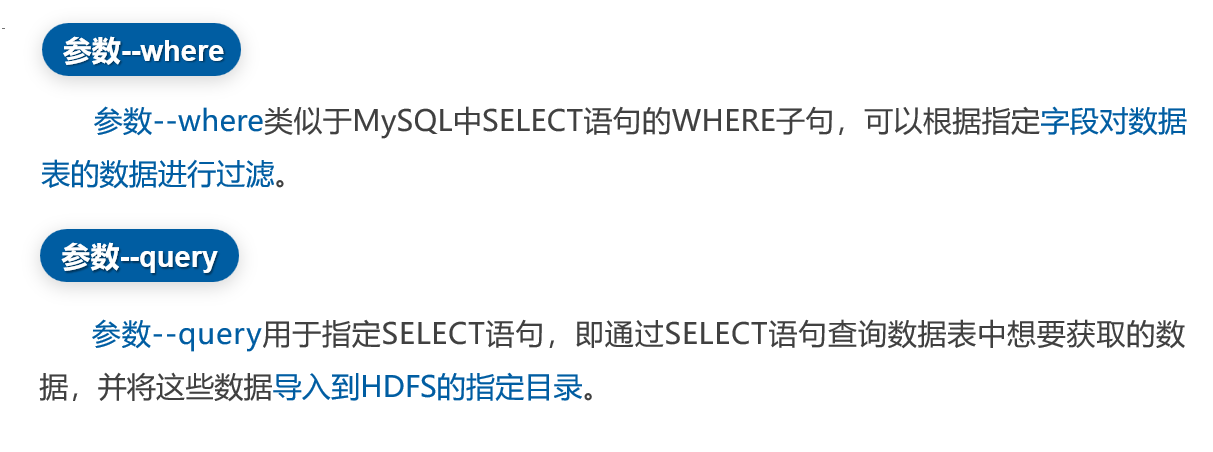 参数--where
参数--where类似于MySQL中SELECT语句的WHERE子句，可以根据指定字段对数据
表的数据进行过滤。
参数--query
参数--query用于指定SELECT语句，即通过SELECT语句查询数据表中想要获取的数
据，并将这些数据导入到HDFS的指定目录。